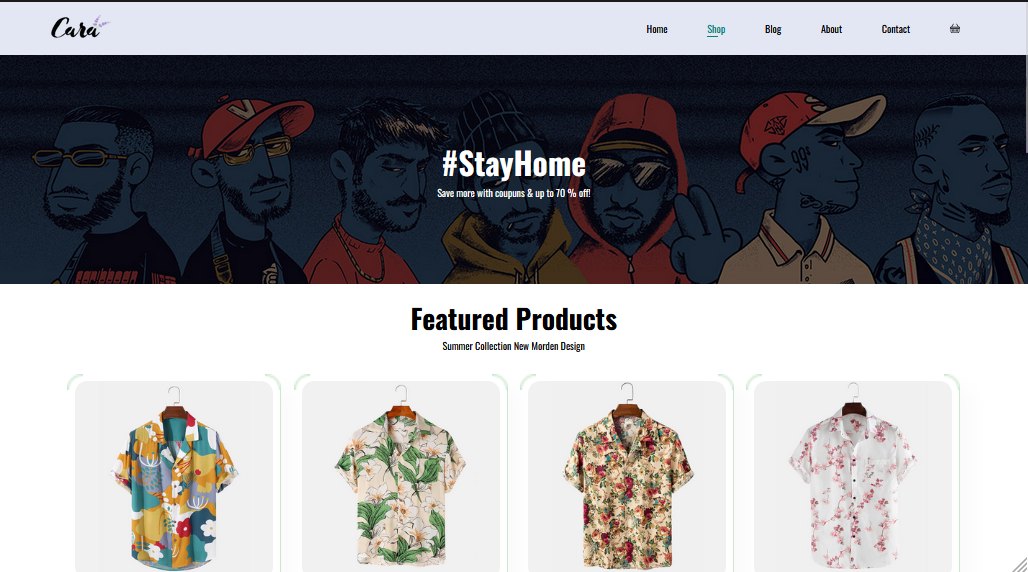 Cara
Home
Shop
Blog
About
Contact
#StayHome
Save more with coupuns & up to 70 % off!
Featured Products
Summer Collection New Morden Design